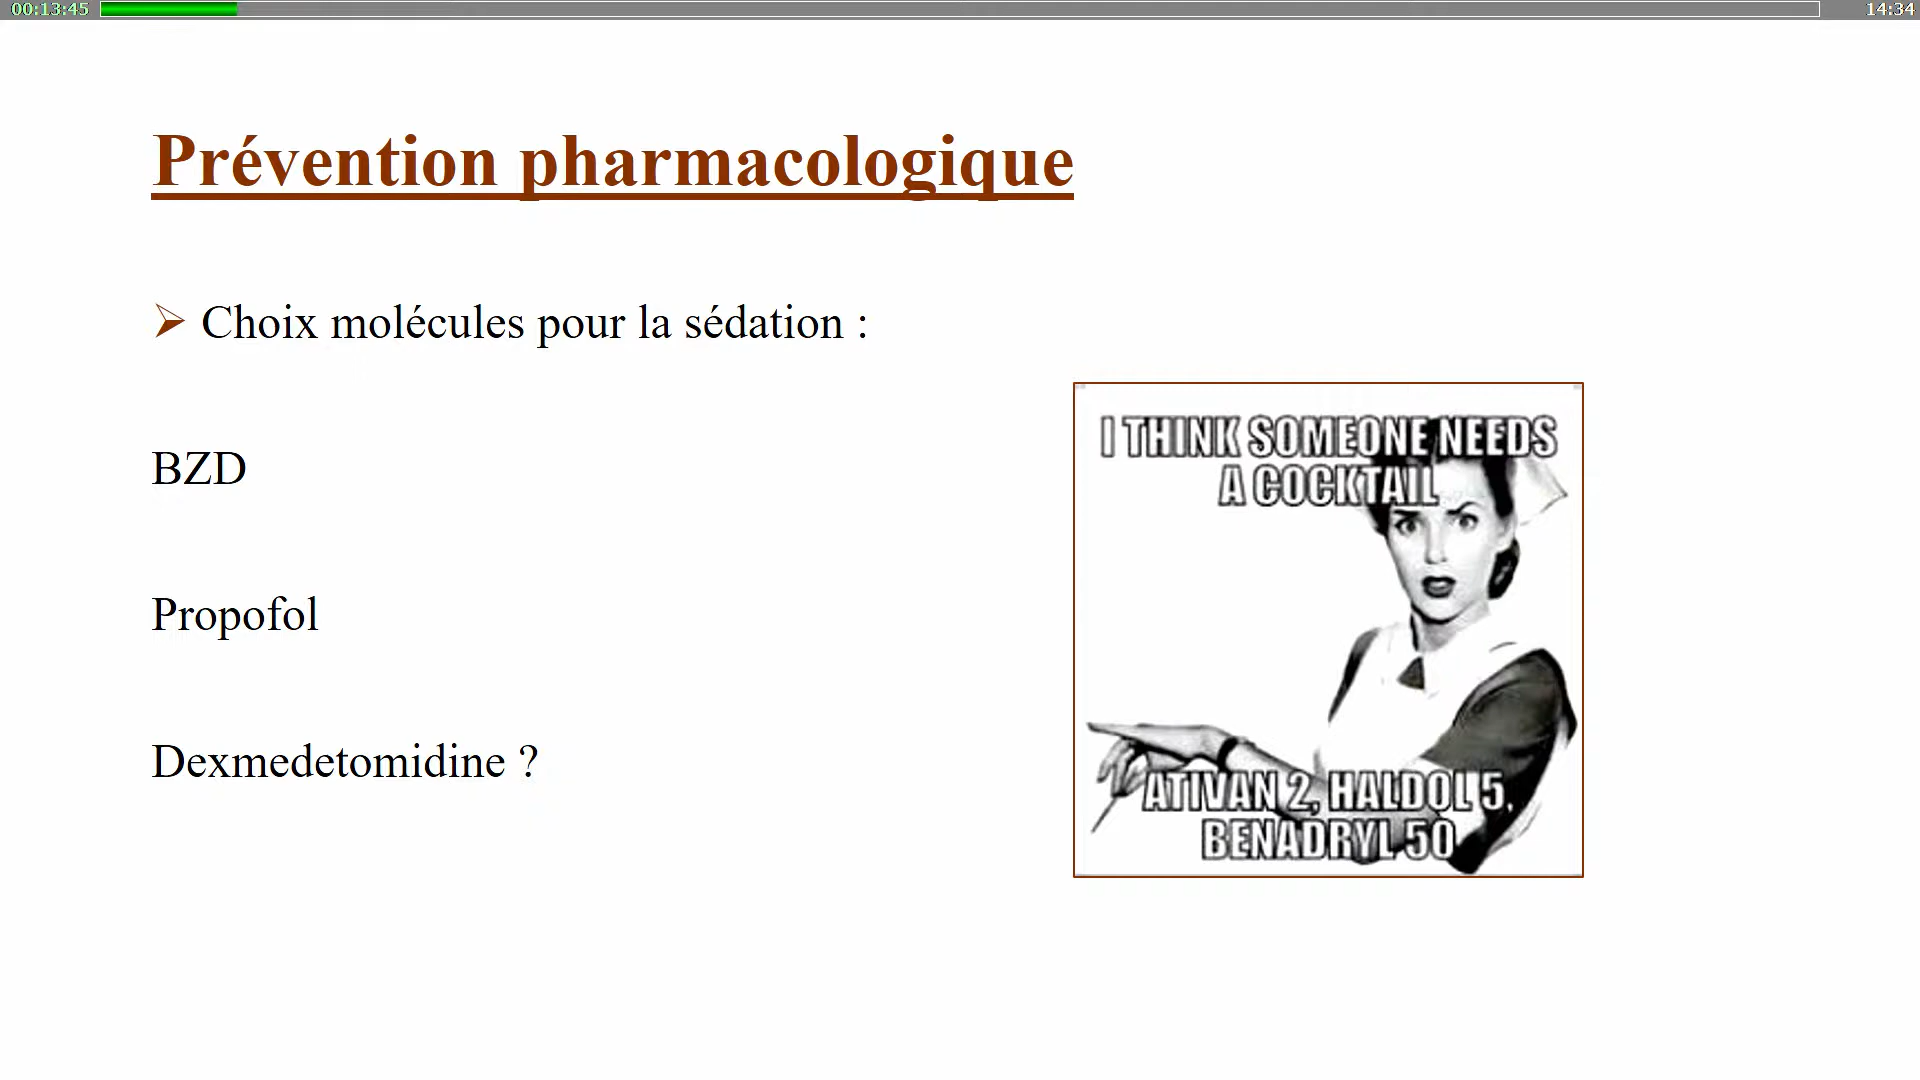 00:13:45
14:34
Prévention pharmacologique
Choix molécules pour la sédation :
BZD
Propofol
Dexmedetomidine ?
I THINK SOMEONE NEEDS
A COCKTAIL
ATIVAN 2, HALDOL 5,
BENADRYL 50